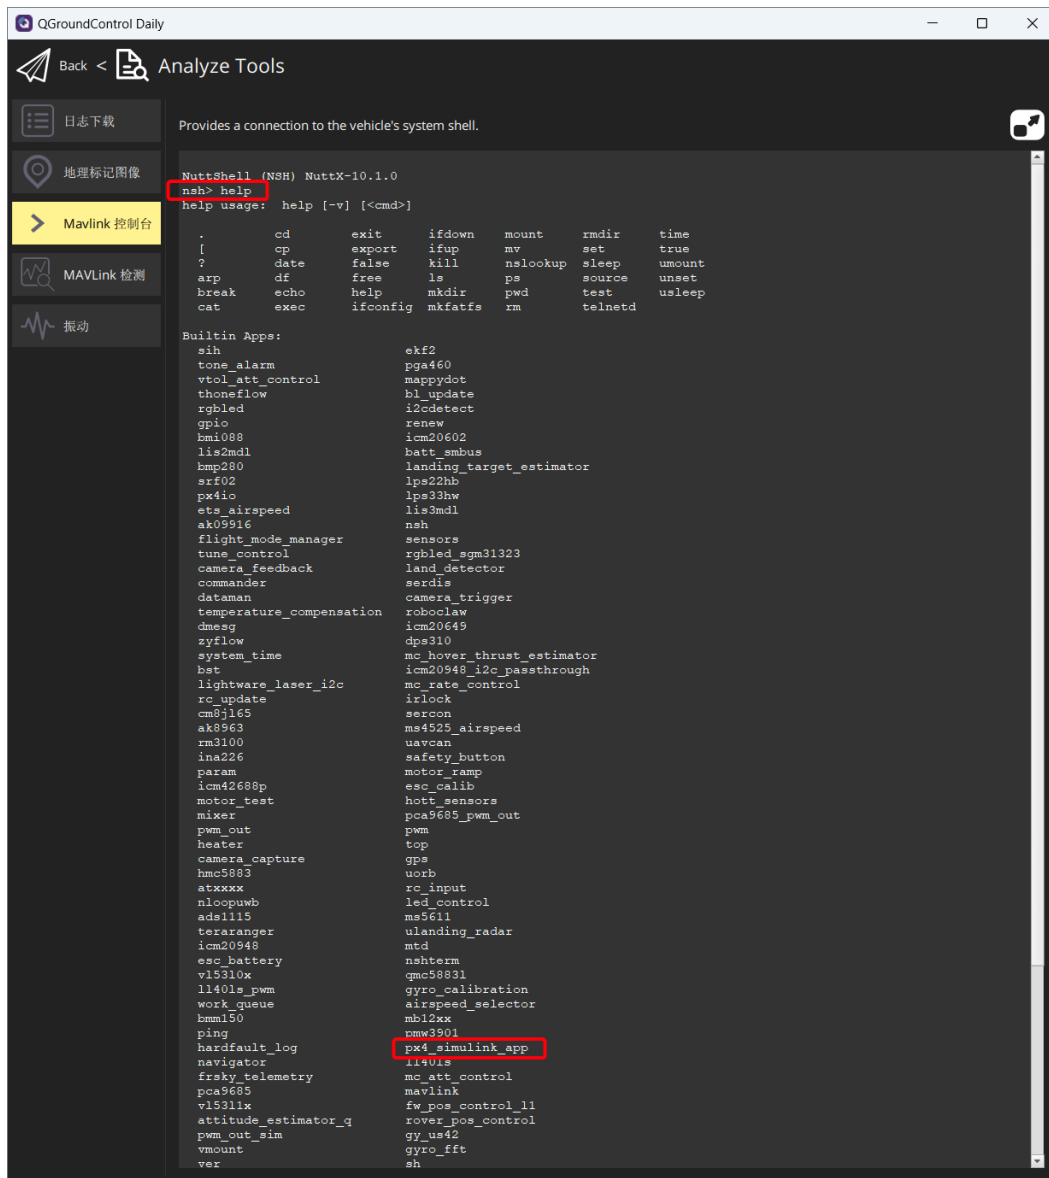 QGroundControl Daily
Back < Analyze Tools
日志下载
地理标记图像
Mavlink 控制台
MAVLink 检测
振动
Provides a connection to the vehicle's system shell.
NuttShell (NSH) NuttX-10.1.0
nsh> help
help usage:  help [-v] [<cmd>]
. cd exit ifdown mount rmdir time
[ cp export ifup mv set true
? date false kill nslookup sleep umount
arp df free ls ps source unset
break echo help mkdir pwd test usleep
cat exec ifconfig mkfatfs rm telnetd
Builtin Apps:
sih ekf2
tone_alarm pga460
vtol_att_control mappydot
thoneflow bl_update
rgbled i2cdetect
gpio renew
bmi088 icm20602
lis2mdl batt_smbus
bmp280 landing_target_estimator
srf02 lps22hb
px4io lps33hw
ets_airspeed lis3mdl
ak09916 nsh
flight_mode_manager sensors
tune_control rgbled_sgm31323
camera_feedback land_detector
commander serdis
dataman camera_trigger
temperature_compensation roboclaw
dmesg icm20649
zyflow dps310
system_time mc_hover_thrust_estimator
bst icm20948_i2c_passthrough
lightware_laser_i2c mc_rate_control
rc_update irlock
cm8jl65 sercon
ak8963 ms4525_airspeed
rm3100 uavcan
ina226 safety_button
param motor_ramp
icm42688p esc_calib
motor_test hott_sensors
mixer pca9685_pwm_out
pwm_out pwm
heater top
camera_capture gps
hmc5883 uorb
atxxxx rc_input
nloopuwb led_control
ads1115 ms5611
teraranger ulanding_radar
icm20948 mtd
esc_battery nshterm
vl53l0x qmc5883l
ll40ls_pwm gyro_calibration
work_queue airspeed_selector
bmm150 mb12xx
ping pmw3901
hardfault_log px4_simulink_app
navigator ll40ls
frsky_telemetry mc_att_control
pca9685 mavlink
vl53l1x fw_pos_control_l1
attitude_estimator_q rover_pos_control
pwm_out_sim gy_us42
vmount gyro_fft
ver sh